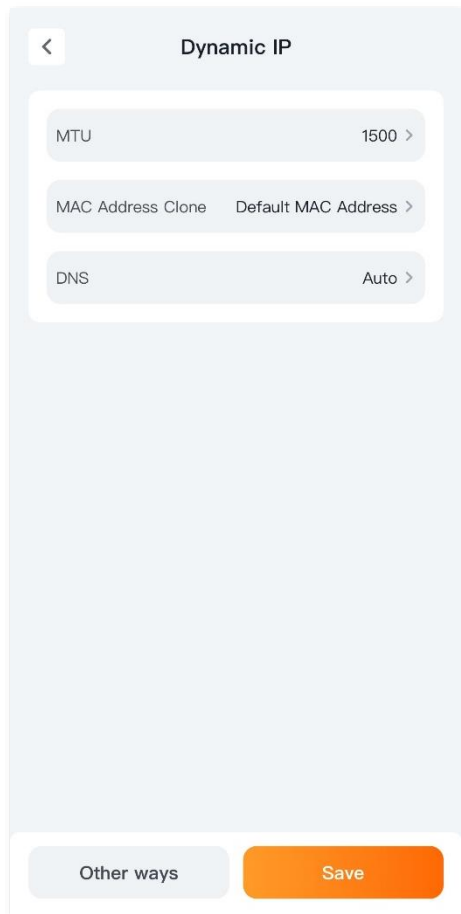 Dynamic IP
MTU 1500
MAC Address Clone Default MAC Address
DNS Auto
Other ways Save